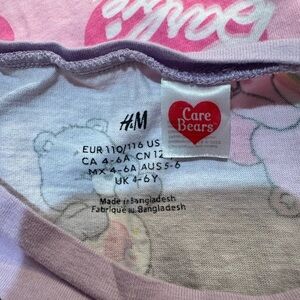 Barbie
H&M
EUR 110/116 US
CA 4-6A CN 12
MX 4-6A AUS 5-6
UK 4-6Y
Made in Bangladesh
Fabriqué au Bangladesh
Care
Bears